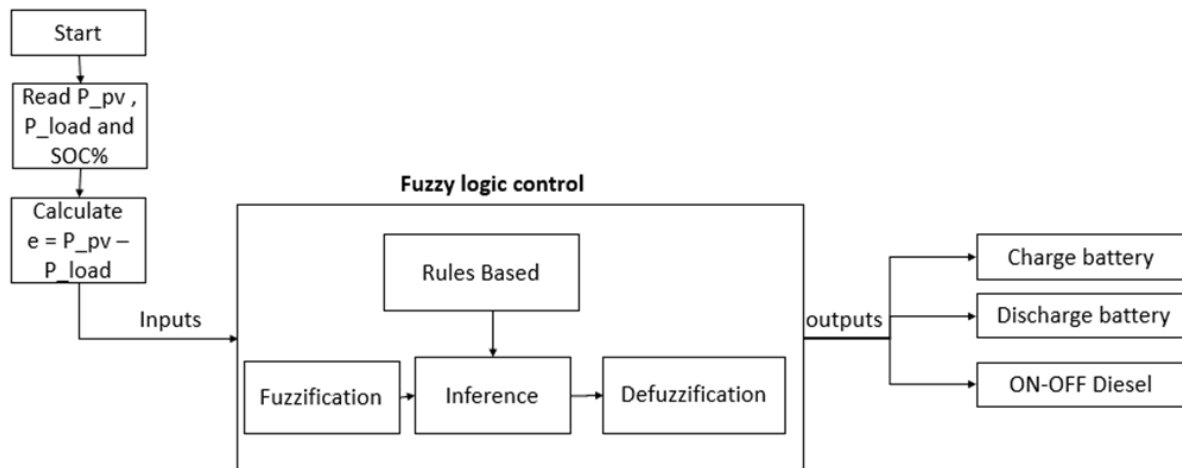 Start
Read P_pv ,
P_load and
SOC%
Calculate
e = P_pv –
P_load
Inputs
Fuzzy logic control
Rules Based
Fuzzification
Inference
Defuzzification
outputs
Charge battery
Discharge battery
ON-OFF Diesel